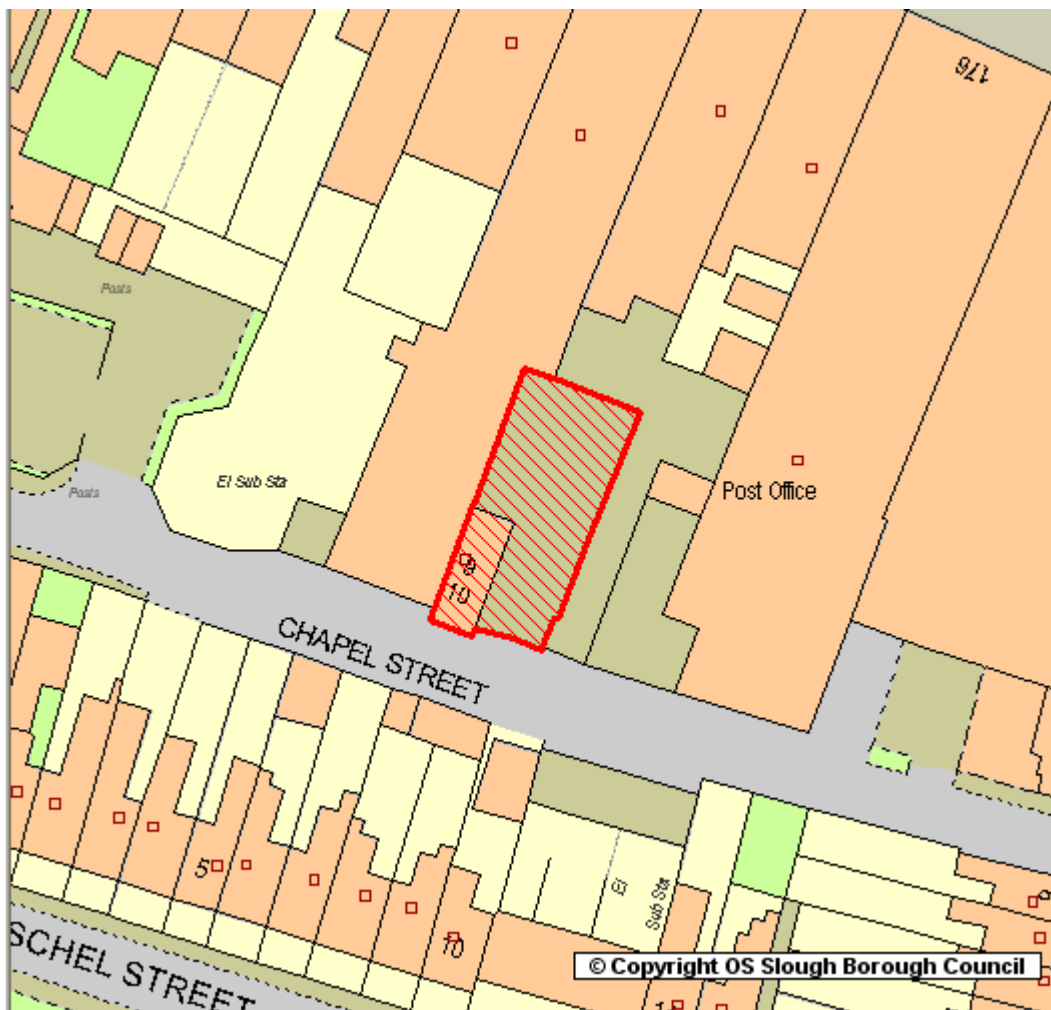 176
Posts
El Sub Sta
Post Office
Posts
9
10
CHAPEL STREET
5
El
Sub Sta
10
SCHEL STREET
© Copyright OS Slough Borough Council